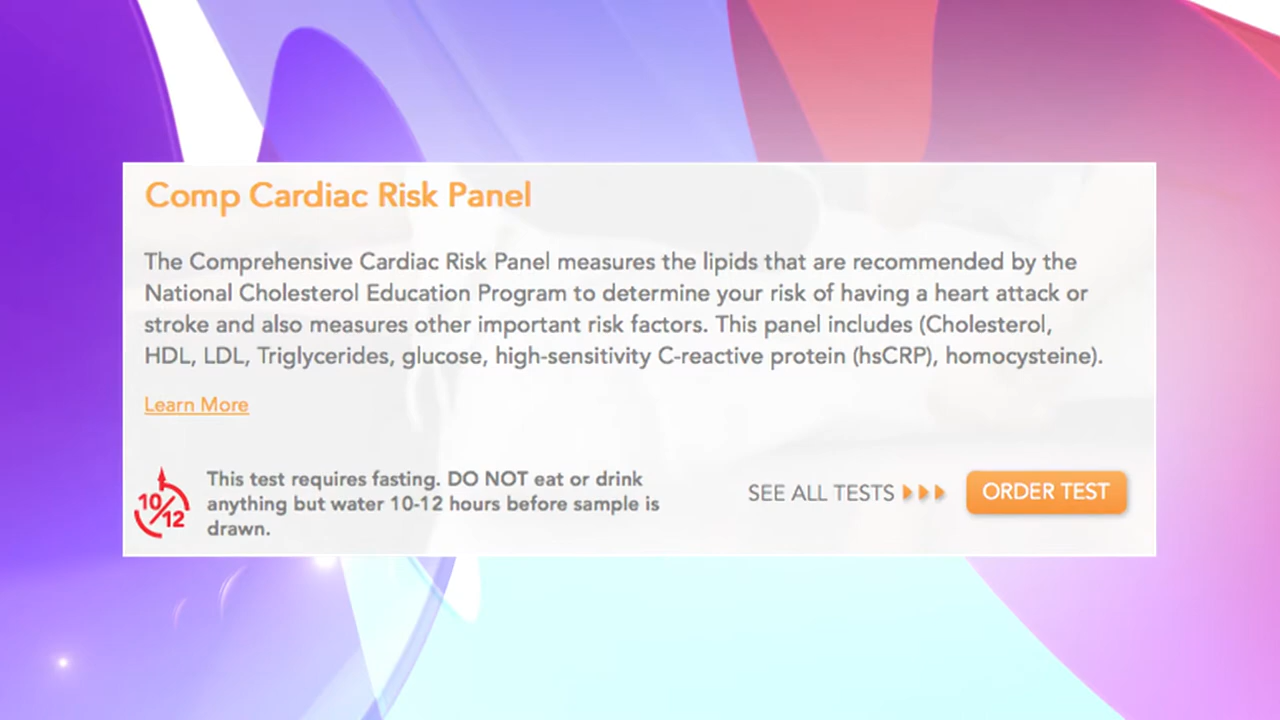 Comp Cardiac Risk Panel
The Comprehensive Cardiac Risk Panel measures the lipids that are recommended by the
National Cholesterol Education Program to determine your risk of having a heart attack or
stroke and also measures other important risk factors. This panel includes (Cholesterol,
HDL, LDL, Triglycerides, glucose, high-sensitivity C-reactive protein (hsCRP), homocysteine).
Learn More
10/12
This test requires fasting. DO NOT eat or drink
anything but water 10-12 hours before sample is
drawn.
SEE ALL TESTS
ORDER TEST